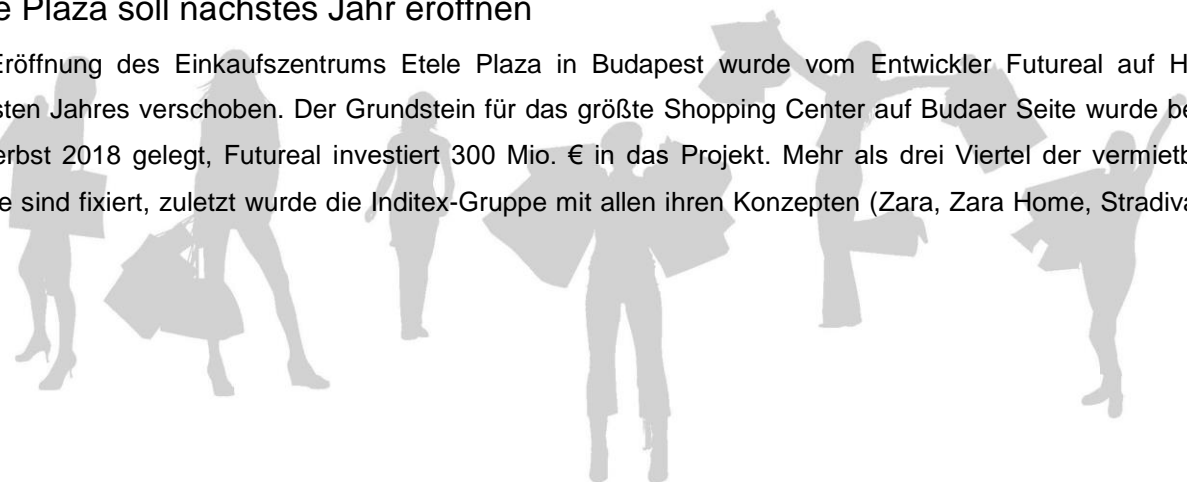 e Plaza soll nächstes Jahr eröffnen
Eröffnung des Einkaufszentrums Etele Plaza in Budapest wurde vom Entwickler Futureal auf H
sten Jahres verschoben. Der Grundstein für das größte Shopping Center auf Budaer Seite wurde be
erbst 2018 gelegt, Futureal investiert 300 Mio. € in das Projekt. Mehr als drei Viertel der vermietb
e sind fixiert, zuletzt wurde die Inditex-Gruppe mit allen ihren Konzepten (Zara, Zara Home, Stradiva